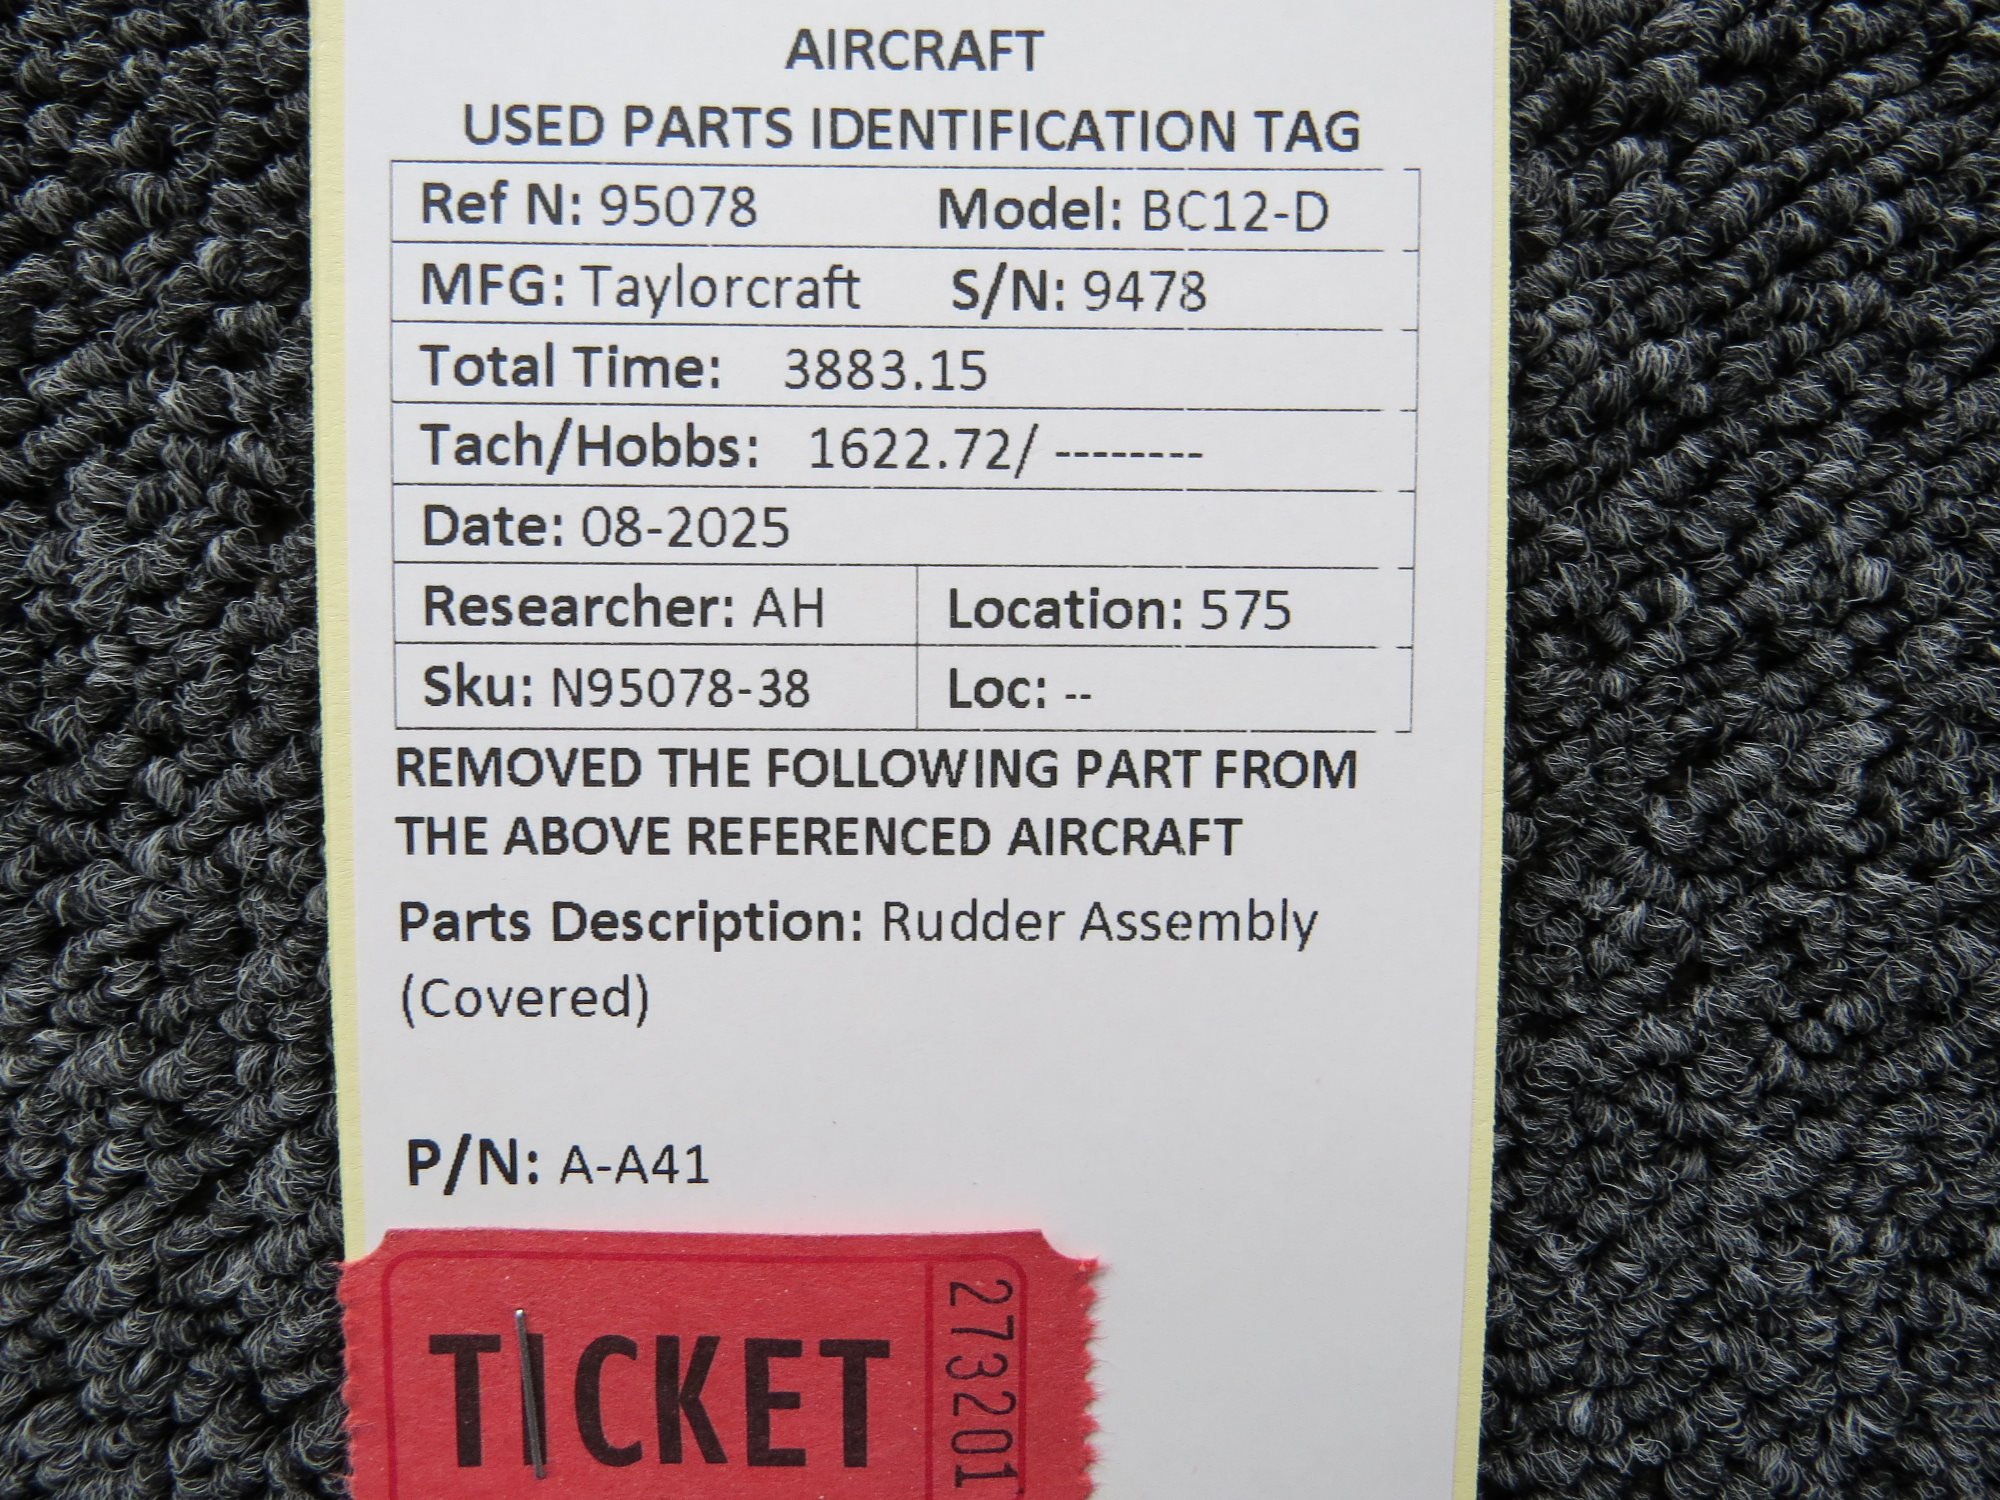 AIRCRAFT
USED PARTS IDENTIFICATION TAG
Ref N: 95078 Model: BC12-D
MFG: Taylorcraft S/N: 9478
Total Time: 3883.15
Tach/Hobbs: 1622.72/ --------
Date: 08-2025
Researcher: AH Location: 575
Sku: N95078-38 Loc: --
REMOVED THE FOLLOWING PART FROM
THE ABOVE REFERENCED AIRCRAFT
Parts Description: Rudder Assembly
(Covered)
P/N: A-A41
TICKET
273201